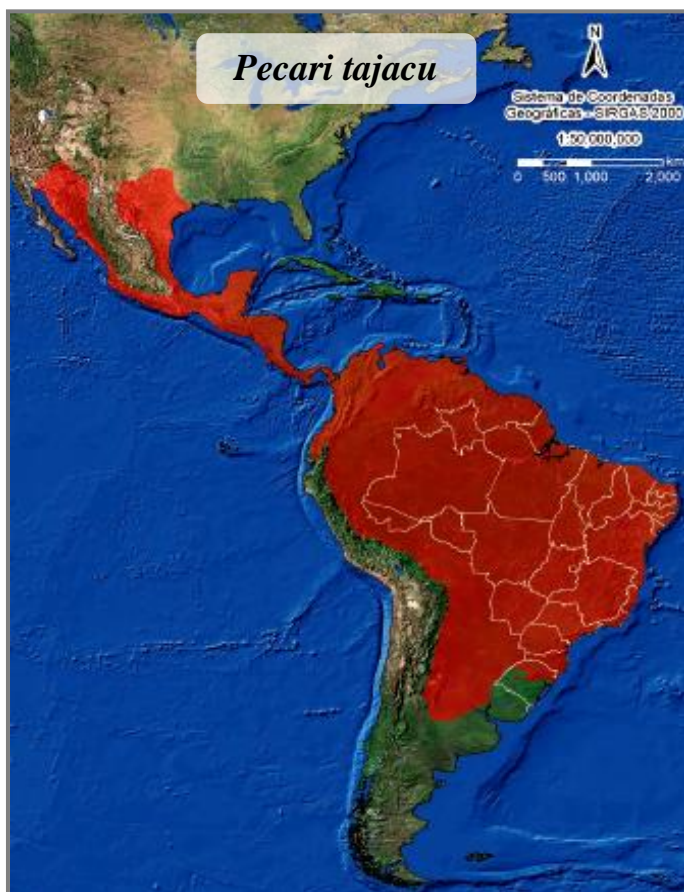 Pecari tajacu
N
Sistema de Coordenadas
Geográficas - SIRGAS 2000
1:50,000,000
km
0 500 1,000 2,000